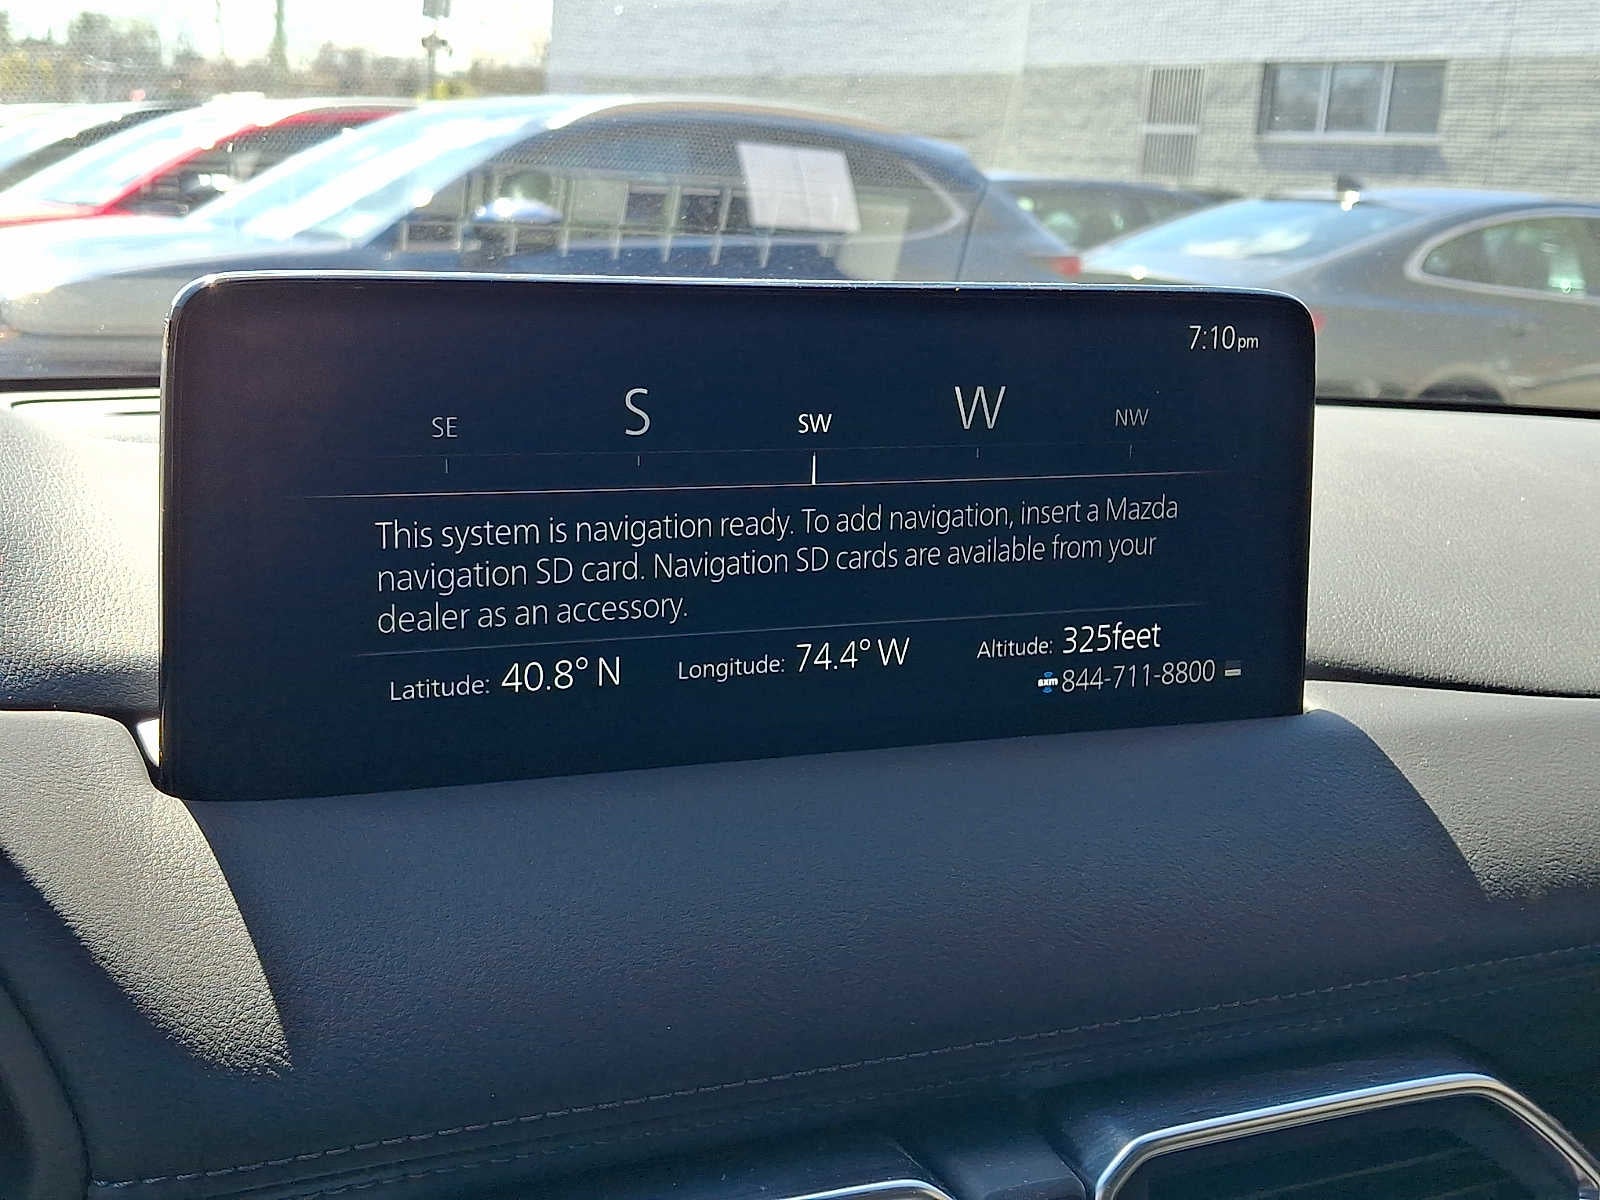 7:10pm
SE S SW W NW
This system is navigation ready. To add navigation, insert a Mazda
navigation SD card. Navigation SD cards are available from your
dealer as an accessory.
Latitude: 40.8° N Longitude: 74.4° W Altitude: 325feet
sxm 844-711-8800